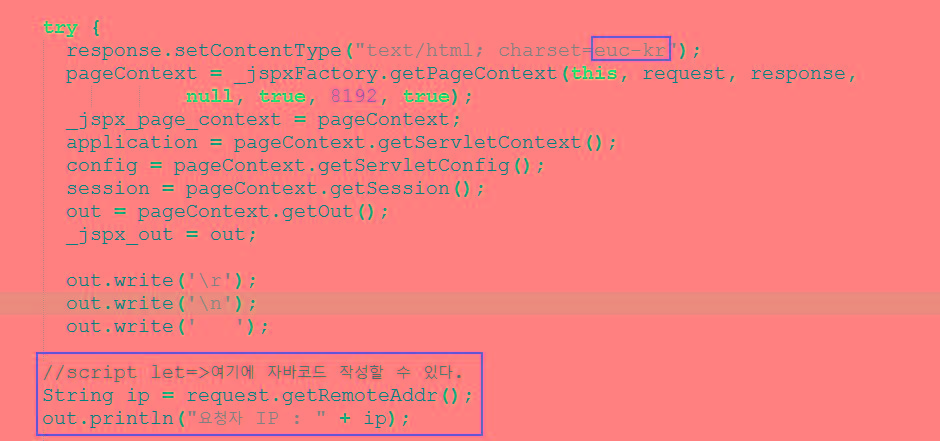 try {
response.setContentType("text/html; charset=euc-kr");
pageContext = _jspxFactory.getPageContext(this, request, response,
null, true, 8192, true);
_jspx_page_context = pageContext;
application = pageContext.getServletContext();
config = pageContext.getServletConfig();
session = pageContext.getSession();
out = pageContext.getOut();
_jspx_out = out;
out.write('\r');
out.write('\n');
out.write('   ');
//script let=>여기에 자바코드 작성할 수 있다.
String ip = request.getRemoteAddr();
out.println("요청자 IP : " + ip);